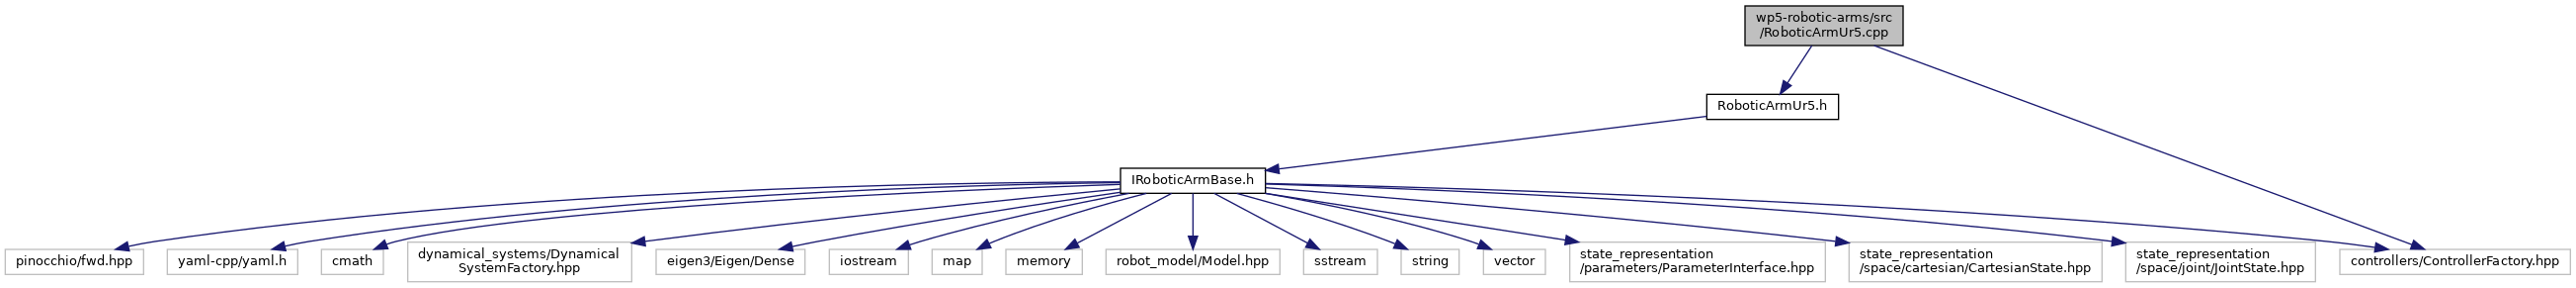 wp5-robotic-arms/src
/RoboticArmUr5.cpp
RoboticArmUr5.h
IRoboticArmBase.h
pinocchio/fwd.hpp
yaml-cpp/yaml.h
cmath
dynamical_systems/Dynamical
SystemFactory.hpp
eigen3/Eigen/Dense
iostream
map
memory
robot_model/Model.hpp
sstream
string
vector
state_representation
/parameters/ParameterInterface.hpp
state_representation
/space/cartesian/CartesianState.hpp
state_representation
/space/joint/JointState.hpp
controllers/ControllerFactory.hpp